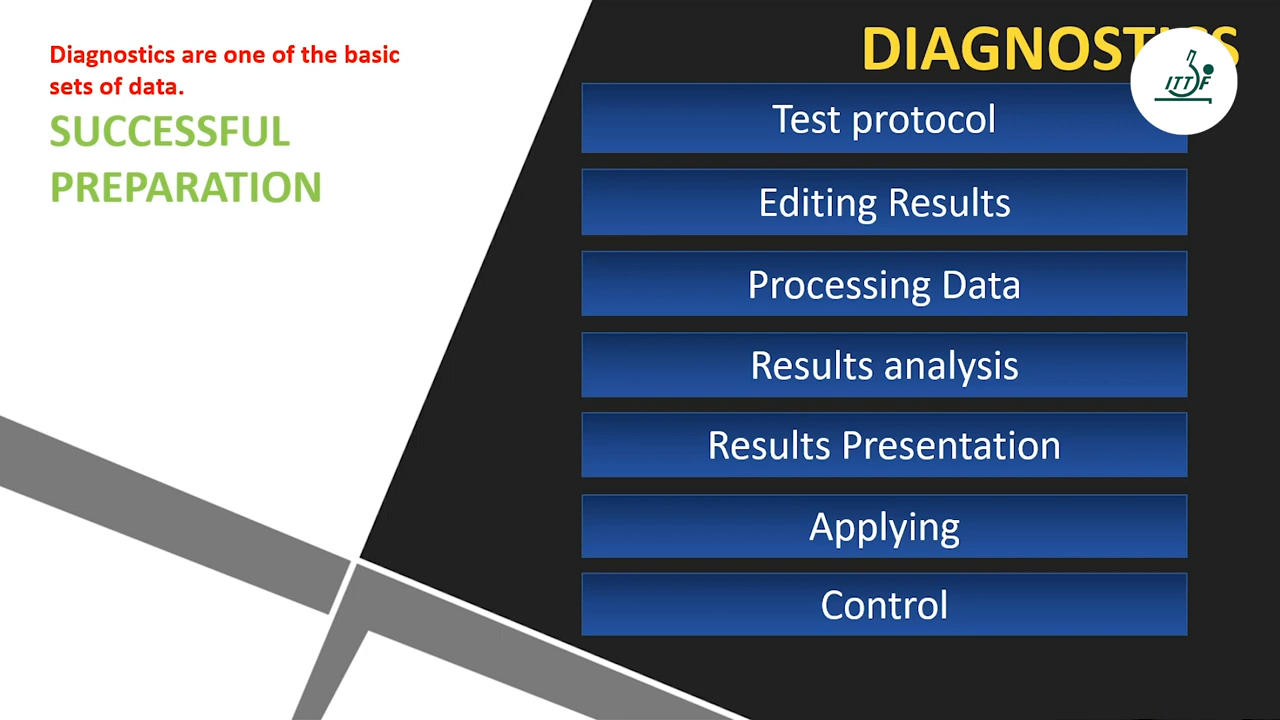 Diagnostics are one of the basic
sets of data.
SUCCESSFUL
PREPARATION
DIAGNOSTICS
ITTF
Test protocol
Editing Results
Processing Data
Results analysis
Results Presentation
Applying
Control